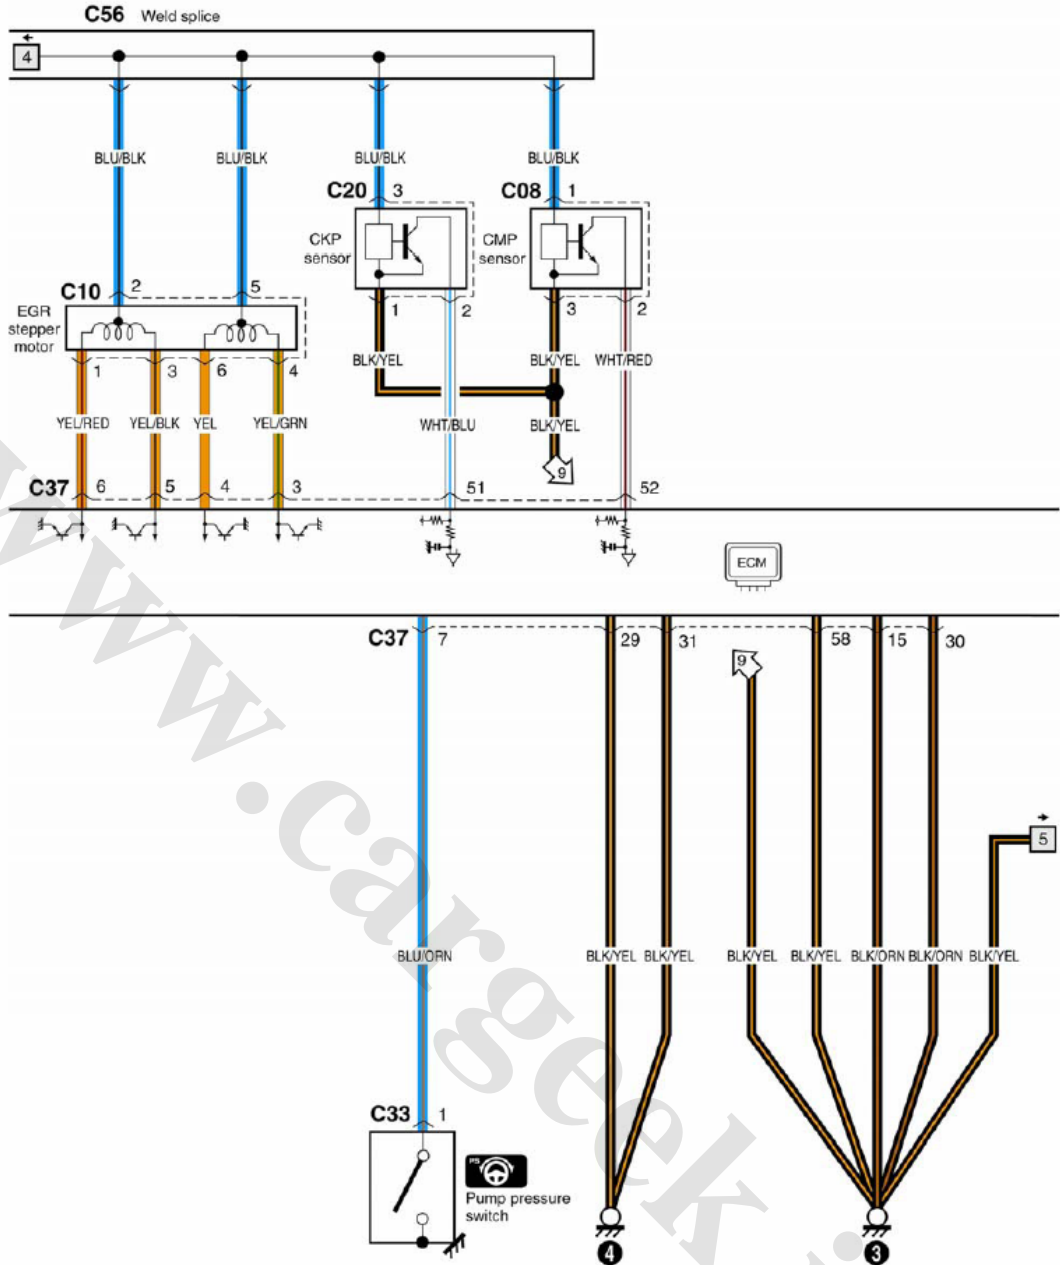 C56 Weld splice
4
BLU/BLK BLU/BLK BLU/BLK BLU/BLK
C20 3 C08 1
CKP sensor
CMP sensor
C10 2 5
EGR stepper motor
1 2 3 2
1 3 6 4
BLK/YEL BLK/YEL WHT/RED
YEL/RED YEL/BLK YEL YEL/GRN WHT/BLU BLK/YEL
9
C37 6 5 4 3 51 52
ECM
C37 7 29 31 58 15 30
9
5
BLU/ORN BLK/YEL BLK/YEL BLK/YEL BLK/YEL BLK/ORN BLK/ORN BLK/YEL
C33 1
PS
Pump pressure switch
4 3
www.cargeek